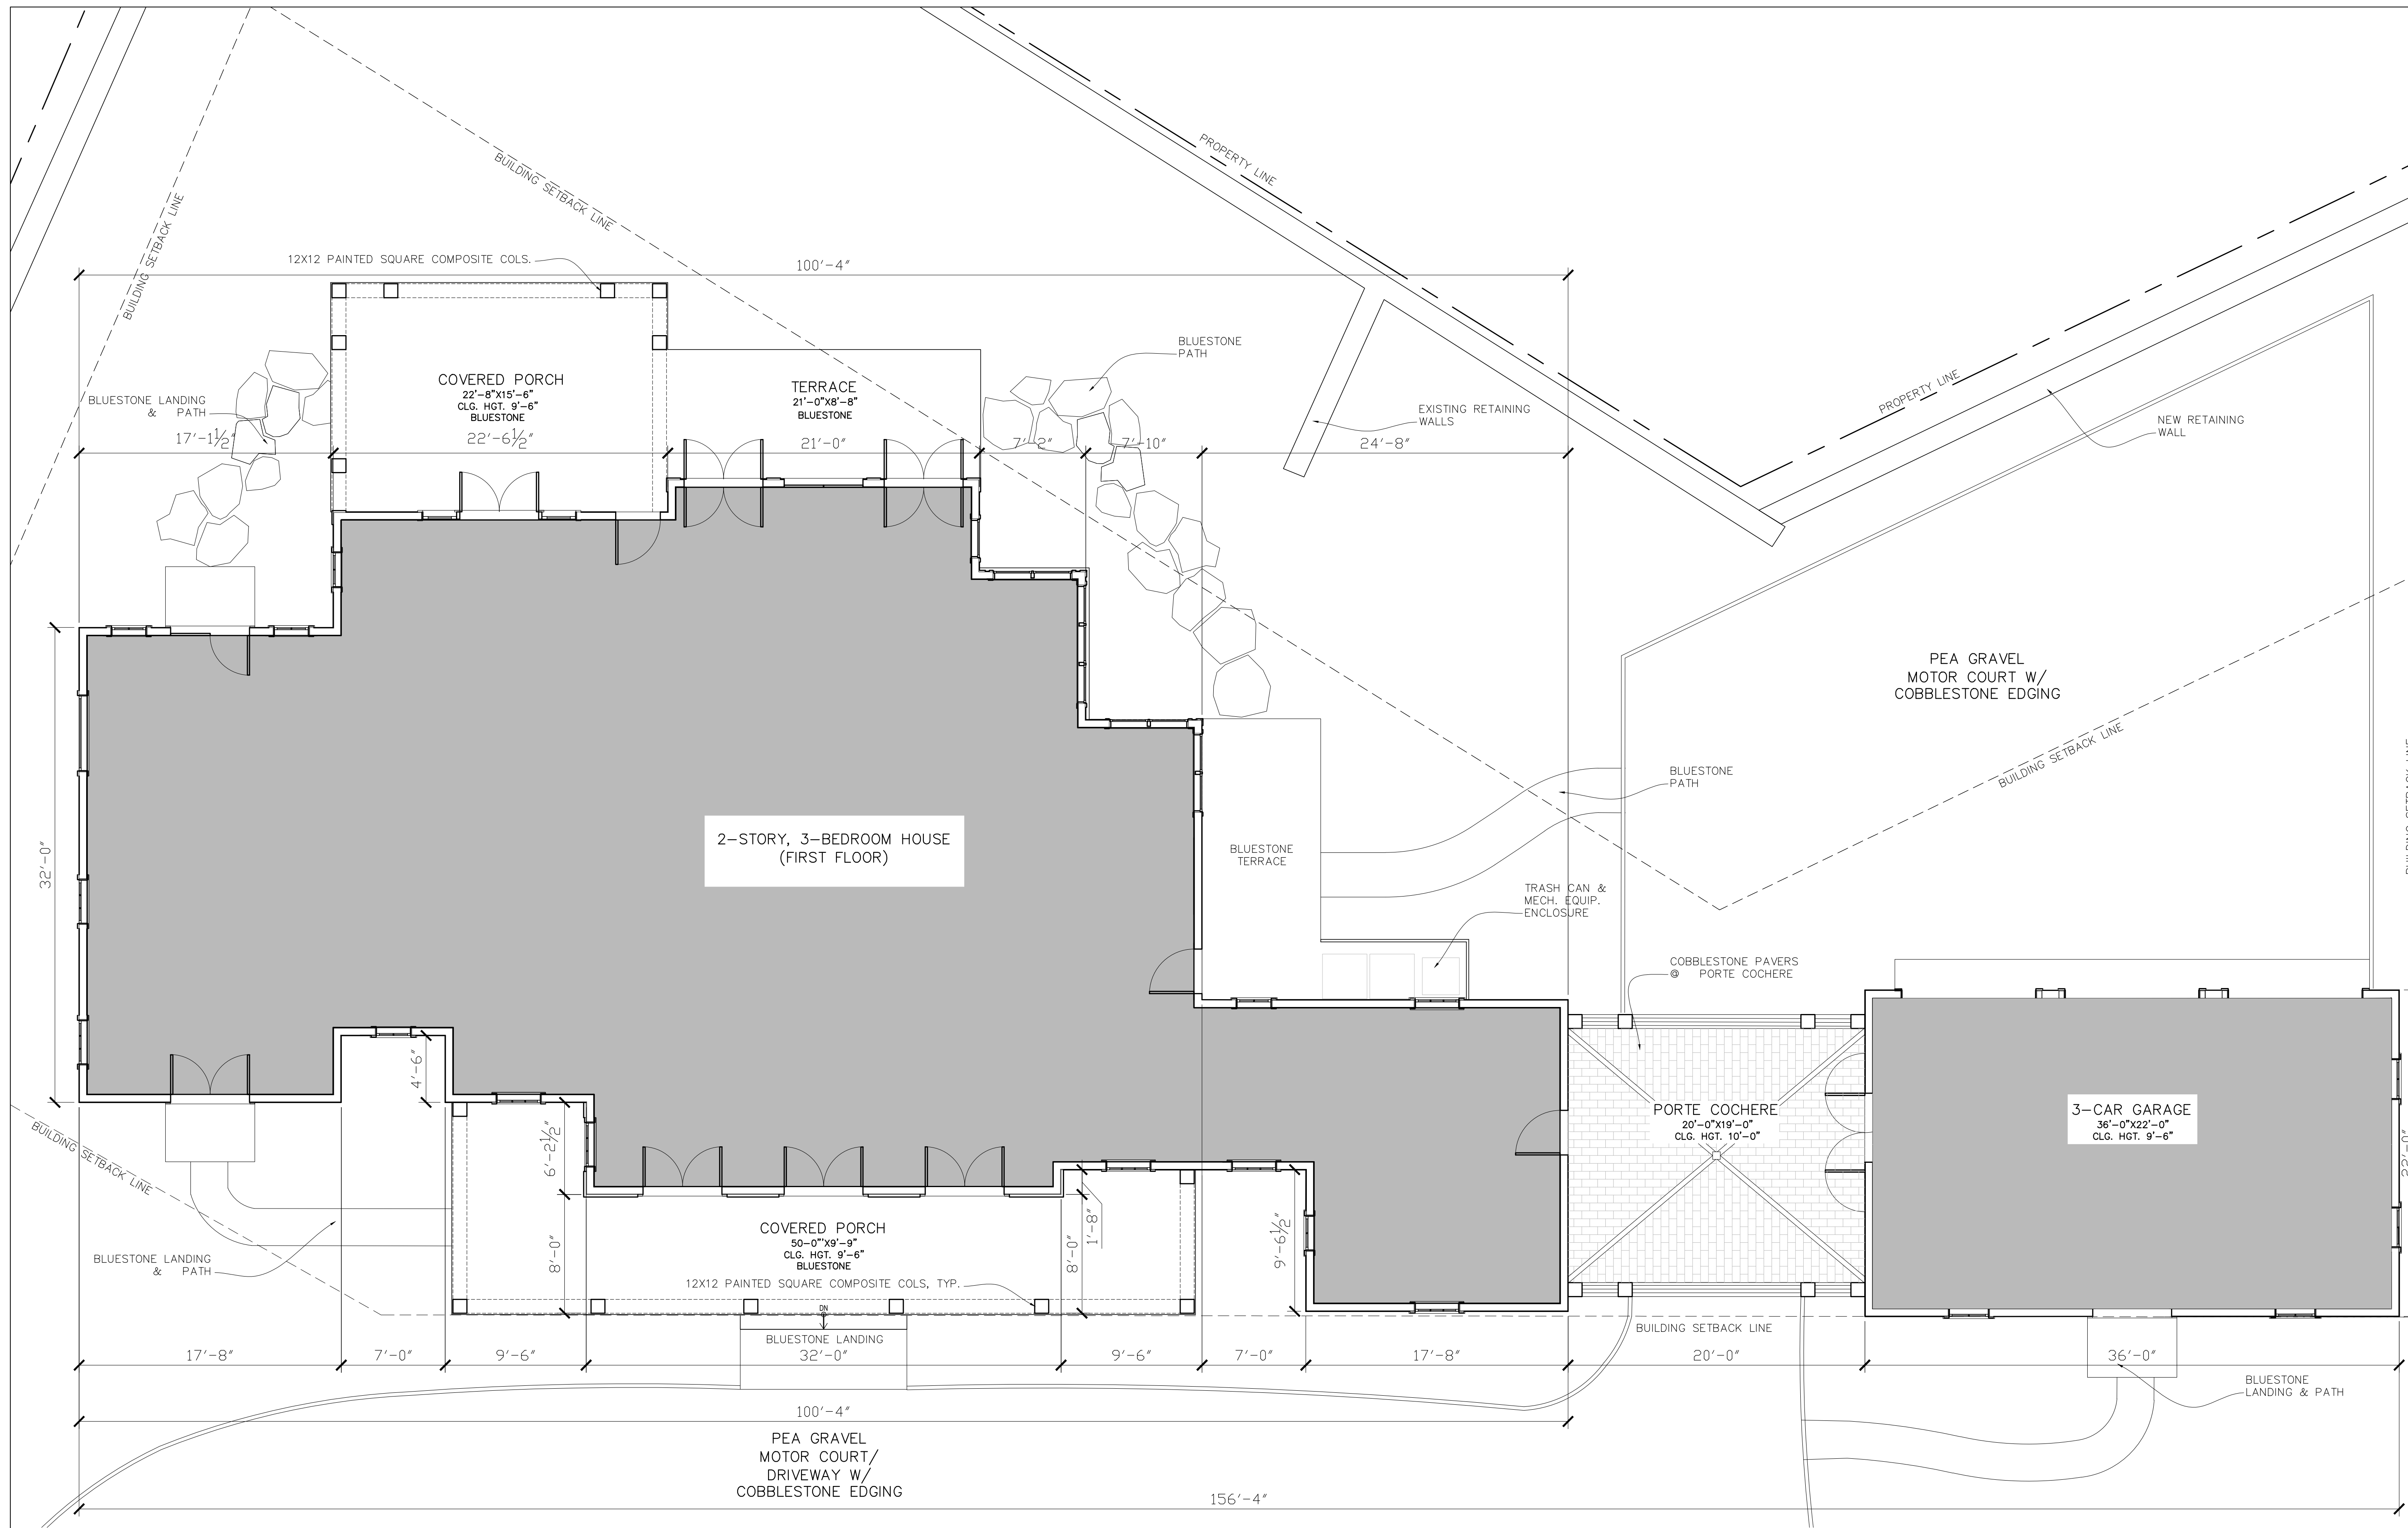 PROPERTY LINE
BUILDING SETBACK LINE
BUILDING SETBACK LINE
12X12 PAINTED SQUARE COMPOSITE COLS.
100'-4"
BLUESTONE
PATH
COVERED PORCH
22'-8"X15'-6"
CLG. HGT. 9'-6"
BLUESTONE
TERRACE
21'-0"X8'-8"
BLUESTONE
BLUESTONE LANDING
& PATH
EXISTING RETAINING
WALLS
PROPERTY LINE
NEW RETAINING
WALL
17'-1½"
22'-6½"
21'-0"
7'-2"
7'-10"
24'-8"
PEA GRAVEL
MOTOR COURT W/
COBBLESTONE EDGING
BUILDING SETBACK LINE
BUILDING SETBACK LINE
BLUESTONE
PATH
2-STORY, 3-BEDROOM HOUSE
(FIRST FLOOR)
32'-0"
BLUESTONE
TERRACE
TRASH CAN &
MECH. EQUIP.
ENCLOSURE
COBBLESTONE PAVERS
@ PORTE COCHERE
4'-6"
PORTE COCHERE
20'-0"X19'-0"
CLG. HGT. 10'-0"
3-CAR GARAGE
36'-0"X22'-0"
CLG. HGT. 9'-6"
22'-0"
BUILDING SETBACK LINE
6'-2½"
8'-0"
COVERED PORCH
50-0"'X9'-9"
CLG. HGT. 9'-6"
BLUESTONE
12X12 PAINTED SQUARE COMPOSITE COLS, TYP.
1'-8"
8'-0"
9'-6½"
BLUESTONE LANDING
& PATH
DN
BLUESTONE LANDING
BUILDING SETBACK LINE
17'-8"
7'-0"
9'-6"
32'-0"
9'-6"
7'-0"
17'-8"
20'-0"
36'-0"
BLUESTONE
LANDING & PATH
100'-4"
PEA GRAVEL
MOTOR COURT/
DRIVEWAY W/
COBBLESTONE EDGING
156'-4"